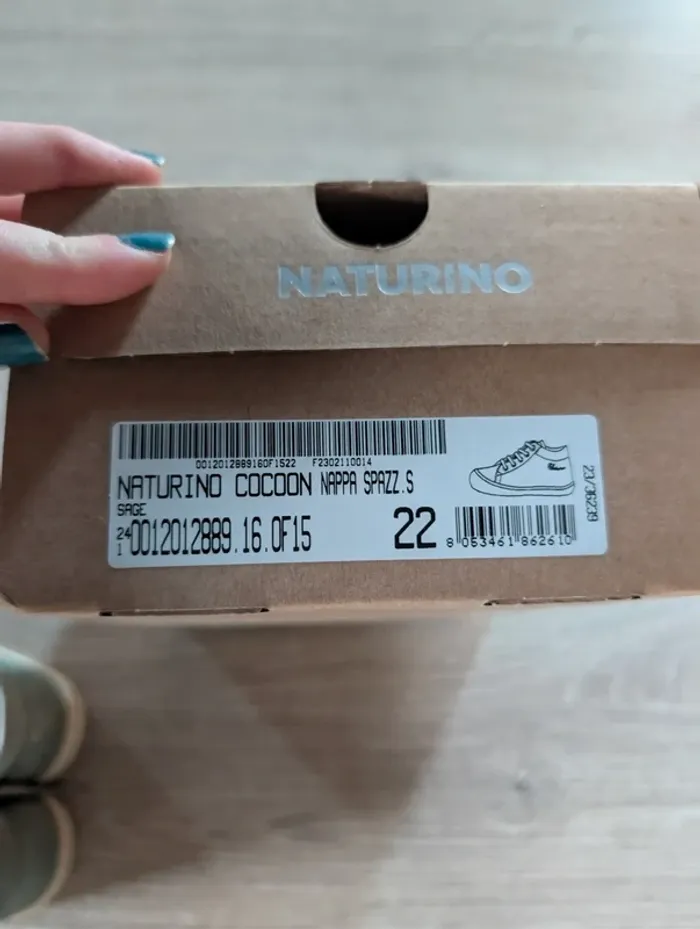 NATURINO
0012012889160F1522 F2302110014
NATURINO COCOON NAPPA SPAZZ.S
SAGE
24
1 0012012889.16.0F15
22
8 053461 862610
23/36239